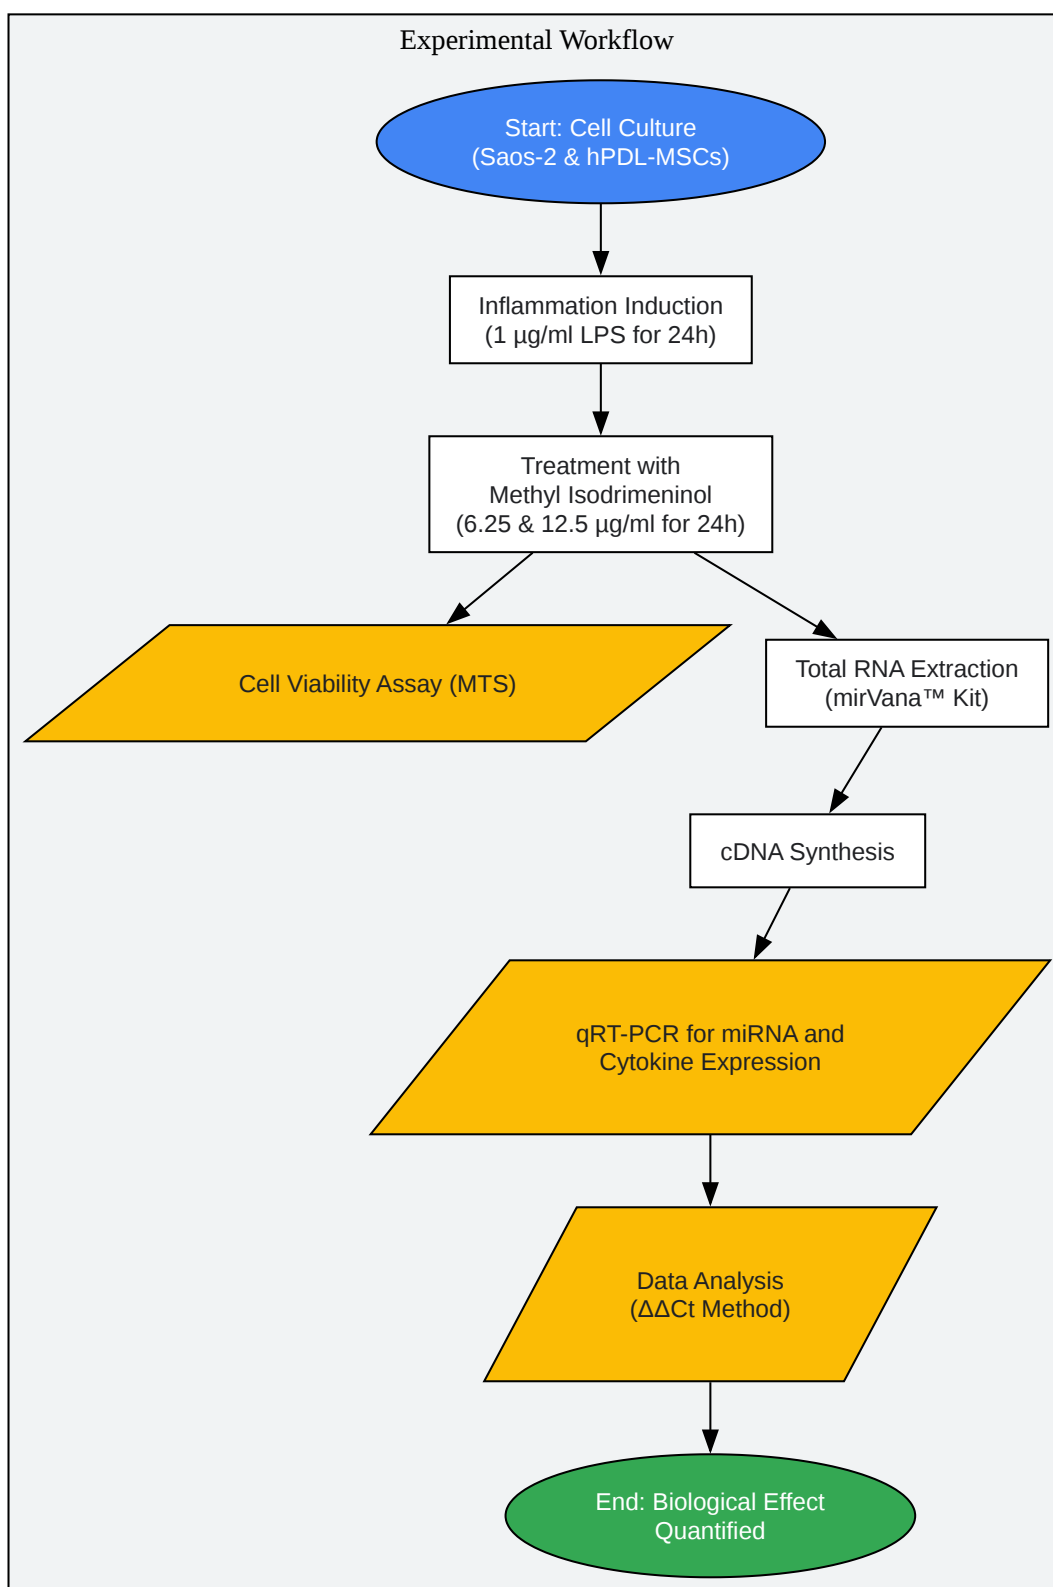 Experimental Workflow
Start: Cell Culture
(Saos-2 & hPDL-MSCs)
Inflammation Induction
(1 µg/ml LPS for 24h)
Treatment with
Methyl Isodrimeninol
(6.25 & 12.5 µg/ml for 24h)
Cell Viability Assay (MTS)
Total RNA Extraction
(mirVana™ Kit)
cDNA Synthesis
qRT-PCR for miRNA and
Cytokine Expression
Data Analysis
(ΔΔCt Method)
End: Biological Effect
Quantified